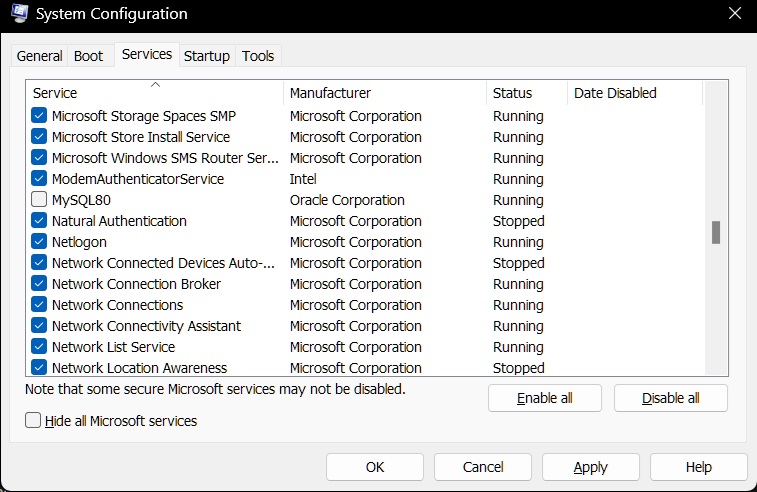 System Configuration
General Boot Services Startup Tools
Service Manufacturer Status Date Disabled
Microsoft Storage Spaces SMP Microsoft Corporation Running
Microsoft Store Install Service Microsoft Corporation Running
Microsoft Windows SMS Router Ser... Microsoft Corporation Running
ModemAuthenticatorService Intel Running
MySQL80 Oracle Corporation Running
Natural Authentication Microsoft Corporation Stopped
Netlogon Microsoft Corporation Running
Network Connected Devices Auto-... Microsoft Corporation Stopped
Network Connection Broker Microsoft Corporation Running
Network Connections Microsoft Corporation Running
Network Connectivity Assistant Microsoft Corporation Running
Network List Service Microsoft Corporation Running
Network Location Awareness Microsoft Corporation Stopped
Note that some secure Microsoft services may not be disabled.
Enable all Disable all
Hide all Microsoft services
OK Cancel Apply Help